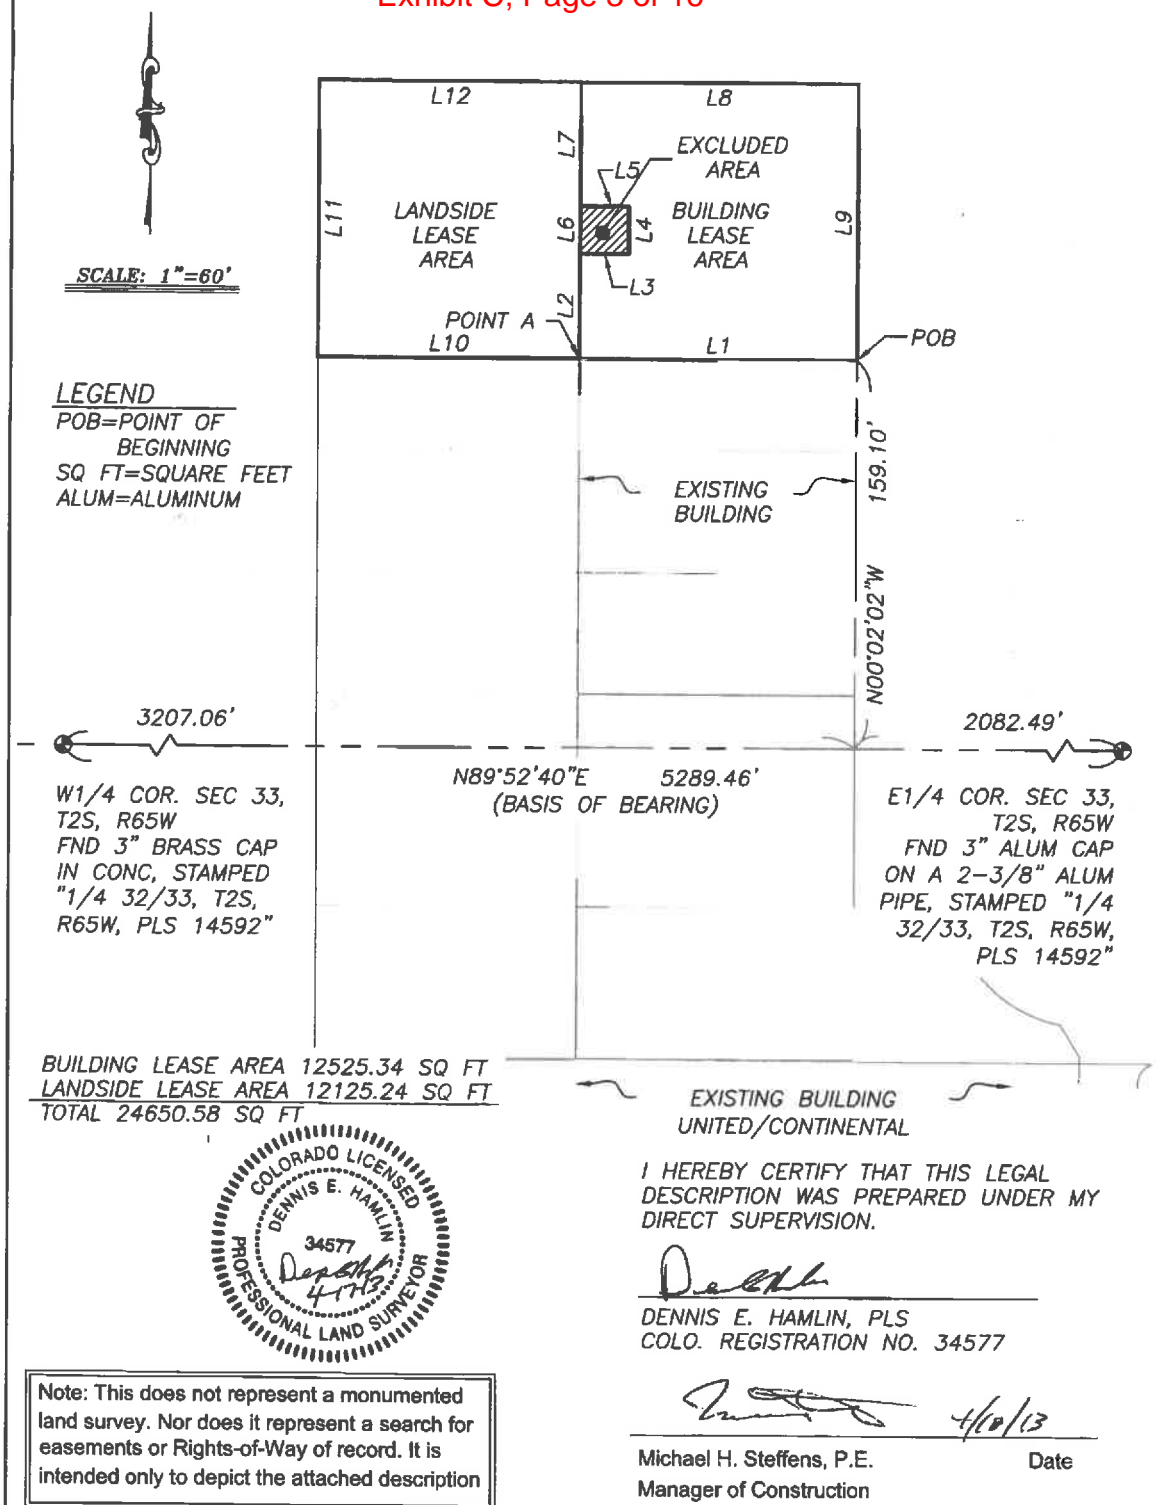 Exhibit C, Page 8 of 10
SCALE: 1"=60'
L12
L8
L7
EXCLUDED
AREA
L5
L11
LANDSIDE
LEASE
AREA
L6
L4
BUILDING
LEASE
AREA
L9
L3
L2
POINT A
L10
L1
POB
LEGEND
POB=POINT OF
BEGINNING
SQ FT=SQUARE FEET
ALUM=ALUMINUM
159.10'
EXISTING
BUILDING
N00°02'02"W
3207.06'
2082.49'
N89°52'40"E 5289.46'
(BASIS OF BEARING)
W1/4 COR. SEC 33,
T2S, R65W
FND 3" BRASS CAP
IN CONC, STAMPED
"1/4 32/33, T2S,
R65W, PLS 14592"
E1/4 COR. SEC 33,
T2S, R65W
FND 3" ALUM CAP
ON A 2-3/8" ALUM
PIPE, STAMPED "1/4
32/33, T2S, R65W,
PLS 14592"
BUILDING LEASE AREA 12525.34 SQ FT
LANDSIDE LEASE AREA 12125.24 SQ FT
TOTAL 24650.58 SQ FT
EXISTING BUILDING
UNITED/CONTINENTAL
COLORADO LICENSED
DENNIS E. HAMLIN
34577
4-17-13
PROFESSIONAL LAND SURVEYOR
I HEREBY CERTIFY THAT THIS LEGAL
DESCRIPTION WAS PREPARED UNDER MY
DIRECT SUPERVISION.
DENNIS E. HAMLIN, PLS
COLO. REGISTRATION NO. 34577
Note: This does not represent a monumented
land survey. Nor does it represent a search for
easements or Rights-of-Way of record. It is
intended only to depict the attached description
4/18/13
Michael H. Steffens, P.E. Date
Manager of Construction